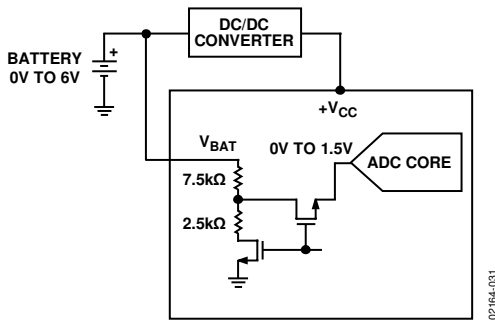 DC/DC
CONVERTER
BATTERY
0V TO 6V
+
+VCC
VBAT
0V TO 1.5V
ADC CORE
7.5kΩ
2.5kΩ
02164-031